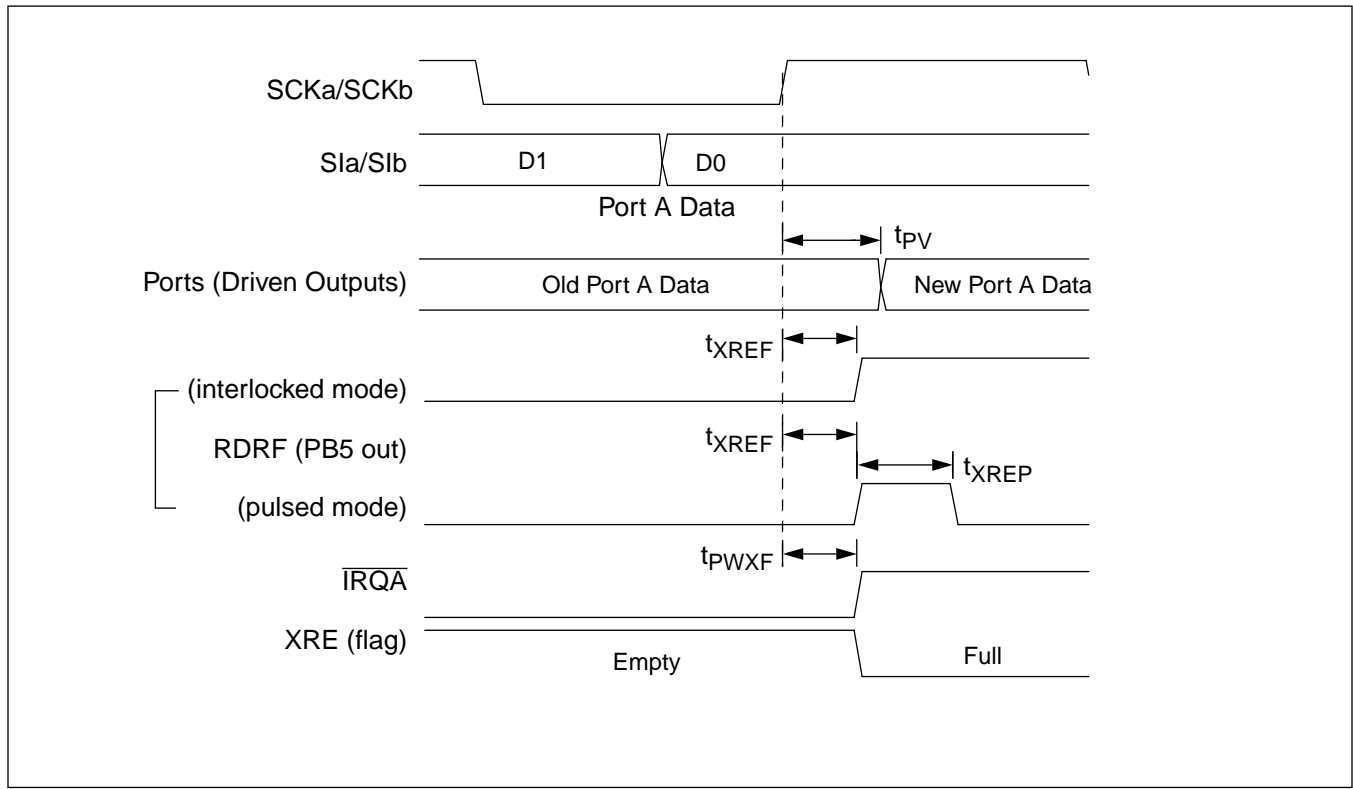 SCKa/SCKb
SIa/SIb
D1
D0
Port A Data
tPV
Ports (Driven Outputs)
Old Port A Data
New Port A Data
tXREF
(interlocked mode)
tXREF
RDRF (PB5 out)
tXREP
(pulsed mode)
tPWXF
IRQA
XRE (flag)
Empty
Full